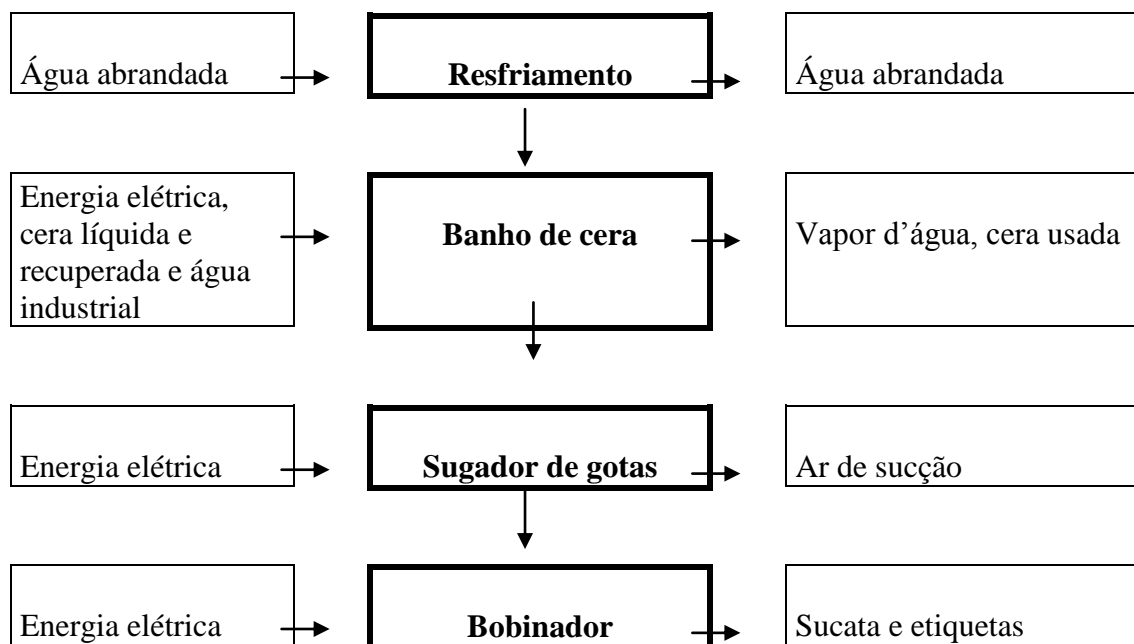 Água abrandada
Resfriamento
Água abrandada
Energia elétrica,
cera líquida e
recuperada e água
industrial
Banho de cera
Vapor d’água, cera usada
Energia elétrica
Sugador de gotas
Ar de sucção
Energia elétrica
Bobinador
Sucata e etiquetas